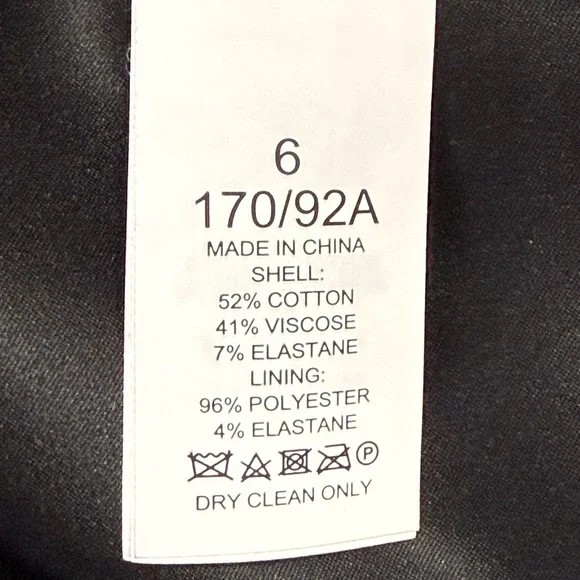 6
170/92A
MADE IN CHINA
SHELL:
52% COTTON
41% VISCOSE
7% ELASTANE
LINING:
96% POLYESTER
4% ELASTANE
P
DRY CLEAN ONLY